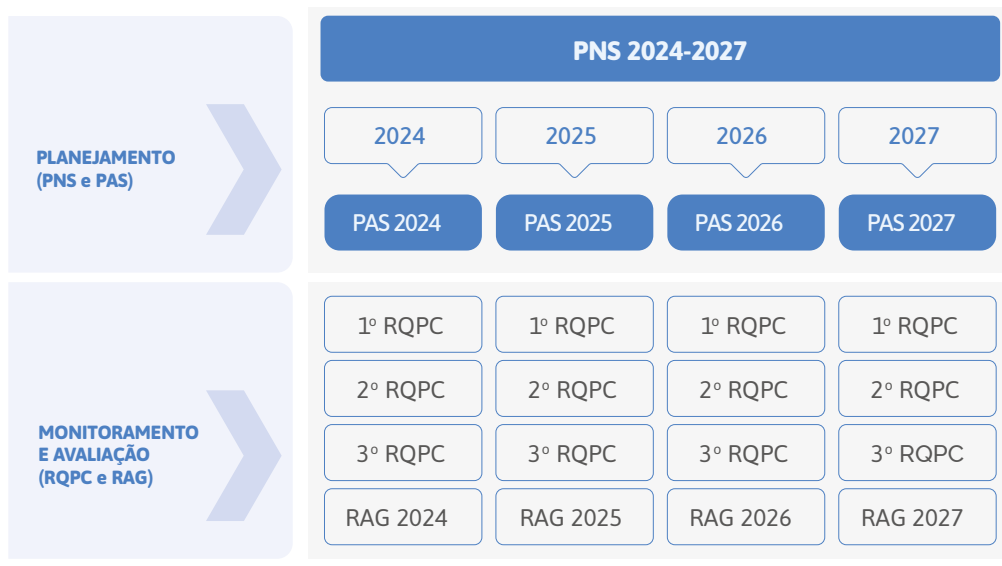 PNS 2024-2027
PLANEJAMENTO
(PNS e PAS)
2024 2025 2026 2027
PAS 2024 PAS 2025 PAS 2026 PAS 2027
MONITORAMENTO
E AVALIAÇÃO
(RQPC e RAG)
1º RQPC 1º RQPC 1º RQPC 1º RQPC
2º RQPC 2º RQPC 2º RQPC 2º RQPC
3º RQPC 3º RQPC 3º RQPC 3º RQPC
RAG 2024 RAG 2025 RAG 2026 RAG 2027